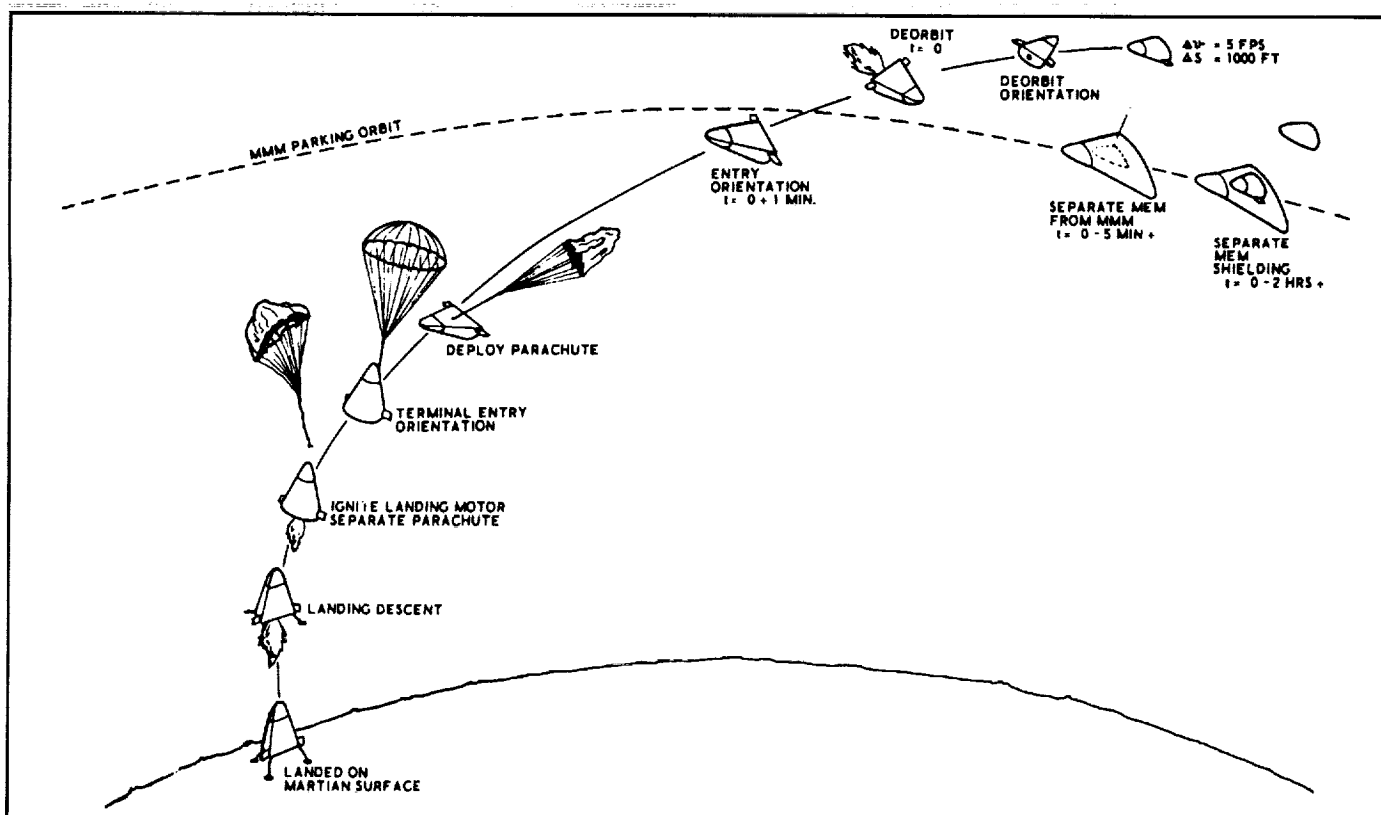 DEORBIT
t = 0
Δv = 5 FPS
ΔS = 1000 FT
DEORBIT
ORIENTATION
MMM PARKING ORBIT
ENTRY
ORIENTATION
t = 0 + 1 MIN.
SEPARATE MEM
FROM MMM
t = 0 - 5 MIN +
SEPARATE
MEM
SHIELDING
t = 0 - 2 HRS +
DEPLOY PARACHUTE
TERMINAL ENTRY
ORIENTATION
IGNITE LANDING MOTOR
SEPARATE PARACHUTE
LANDING DESCENT
LANDED ON
MARTIAN SURFACE